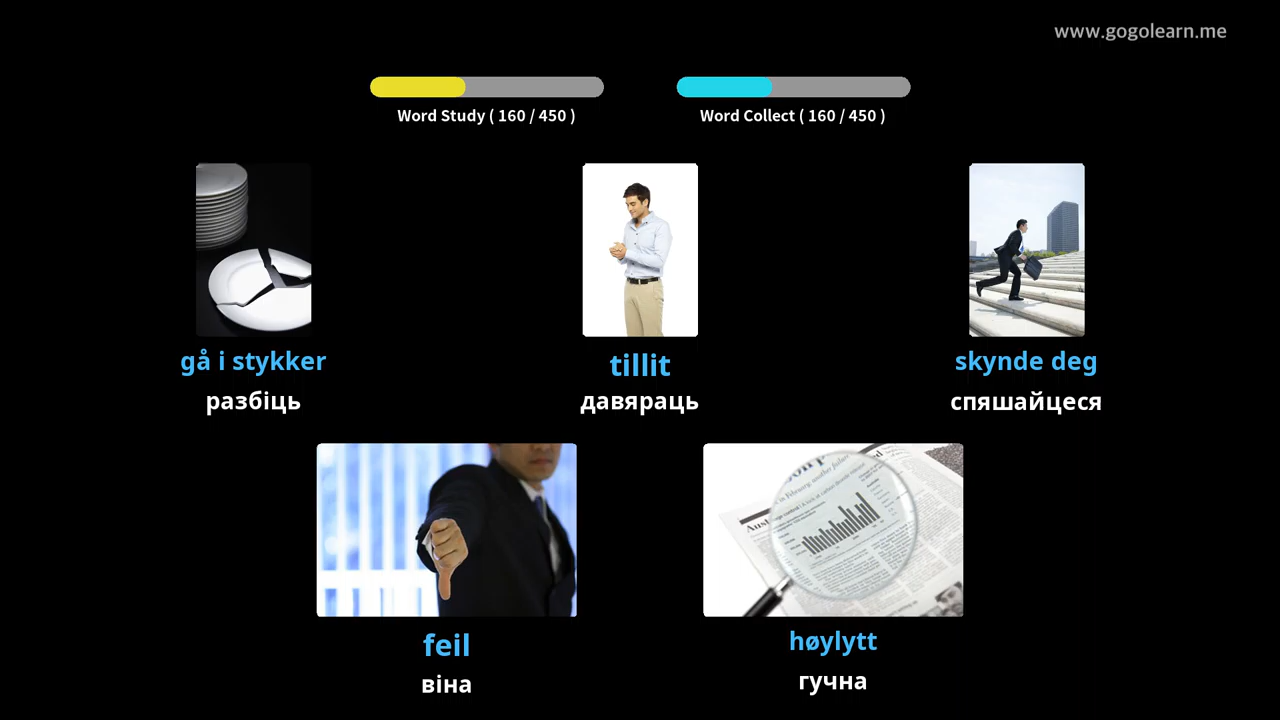 www.gogolearn.me
Word Study ( 160 / 450 )
Word Collect ( 160 / 450 )
gå i stykker
разбіць
tillit
давяраць
skynde deg
спяшайцеся
feil
віна
høylytt
гучна